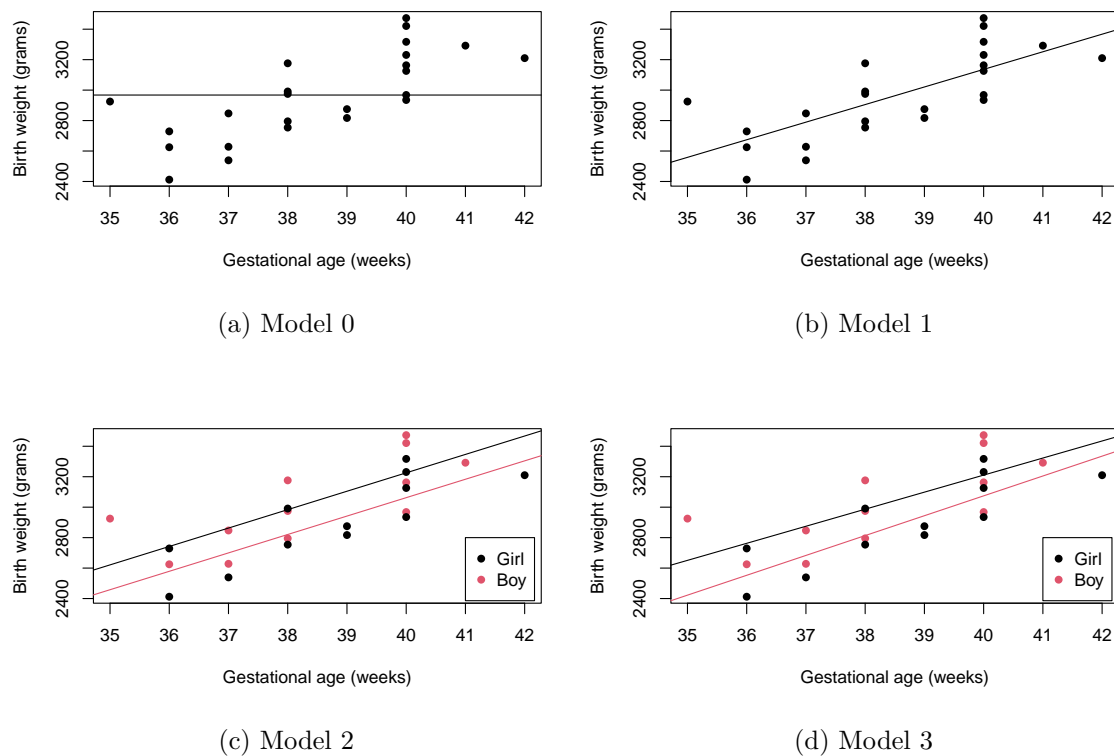 Birth weight (grams)
2400 2800 3200
35 36 37 38 39 40 41 42
Gestational age (weeks)
(a) Model 0
Birth weight (grams)
2400 2800 3200
35 36 37 38 39 40 41 42
Gestational age (weeks)
(b) Model 1
Birth weight (grams)
2400 2800 3200
Girl
Boy
35 36 37 38 39 40 41 42
Gestational age (weeks)
(c) Model 2
Birth weight (grams)
2400 2800 3200
Girl
Boy
35 36 37 38 39 40 41 42
Gestational age (weeks)
(d) Model 3